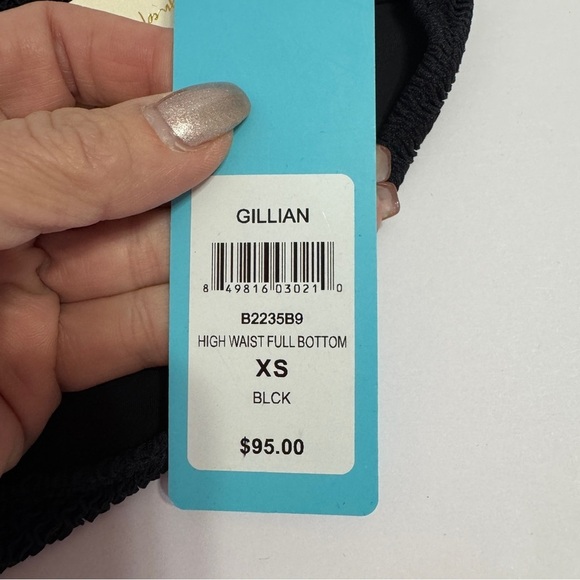 GILLIAN
8 49816 03021 0
B2235B9
HIGH WAIST FULL BOTTOM
XS
BLCK
$95.00